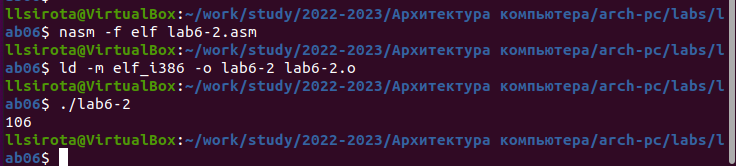 llsirota@VirtualBox:~/work/study/2022-2023/Архитектура компьютера/arch-pc/labs/l
ab06$ nasm -f elf lab6-2.asm
llsirota@VirtualBox:~/work/study/2022-2023/Архитектура компьютера/arch-pc/labs/l
ab06$ ld -m elf_i386 -o lab6-2 lab6-2.o
llsirota@VirtualBox:~/work/study/2022-2023/Архитектура компьютера/arch-pc/labs/l
ab06$ ./lab6-2
106
llsirota@VirtualBox:~/work/study/2022-2023/Архитектура компьютера/arch-pc/labs/l
ab06$